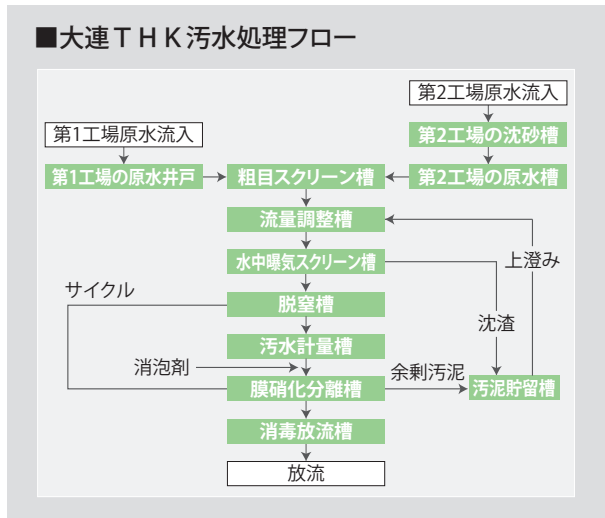 ■大連ＴＨＫ汚水処理フロー
第2工場原水流入
第1工場原水流入
第2工場の沈砂槽
第1工場の原水井戸
粗目スクリーン槽
第2工場の原水槽
流量調整槽
水中曝気スクリーン槽
上澄み
サイクル
脱窒槽
沈渣
汚水計量槽
消泡剤
余剰汚泥
膜硝化分離槽
汚泥貯留槽
消毒放流槽
放流